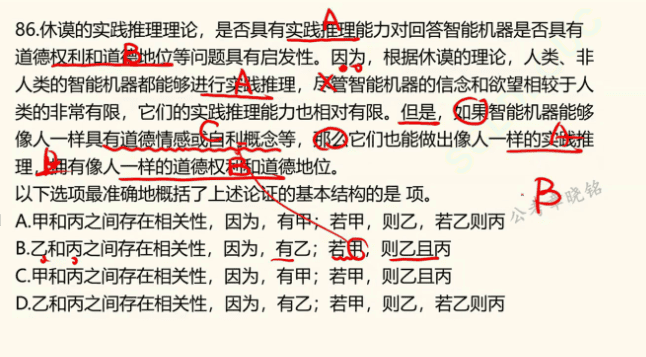 86.休谟的实践推理理论，是否具有实践推理能力对回答智能机器是否具有
道德权利和道德地位等问题具有启发性。因为，根据休谟的理论，人类、非
人类的智能机器都能够进行实践推理，尽管智能机器的信念和欲望相较于人
类的非常有限，它们的实践推理能力也相对有限。但是，如果智能机器能够
像人一样具有道德情感或自利概念等，那么它们也能做出像人一样的实践推
理，拥有像人一样的道德权利和道德地位。
以下选项最准确地概括了上述论证的基本结构的是 项。
A.甲和丙之间存在相关性，因为，有甲；若甲，则乙，若乙则丙
B.乙和丙之间存在相关性，因为，有乙；若甲，则乙且丙
C.甲和丙之间存在相关性，因为，有甲；若甲，则乙且丙
D.乙和丙之间存在相关性，因为，有乙；若甲，则乙，若乙则丙
A
B
A
C
A
B
B